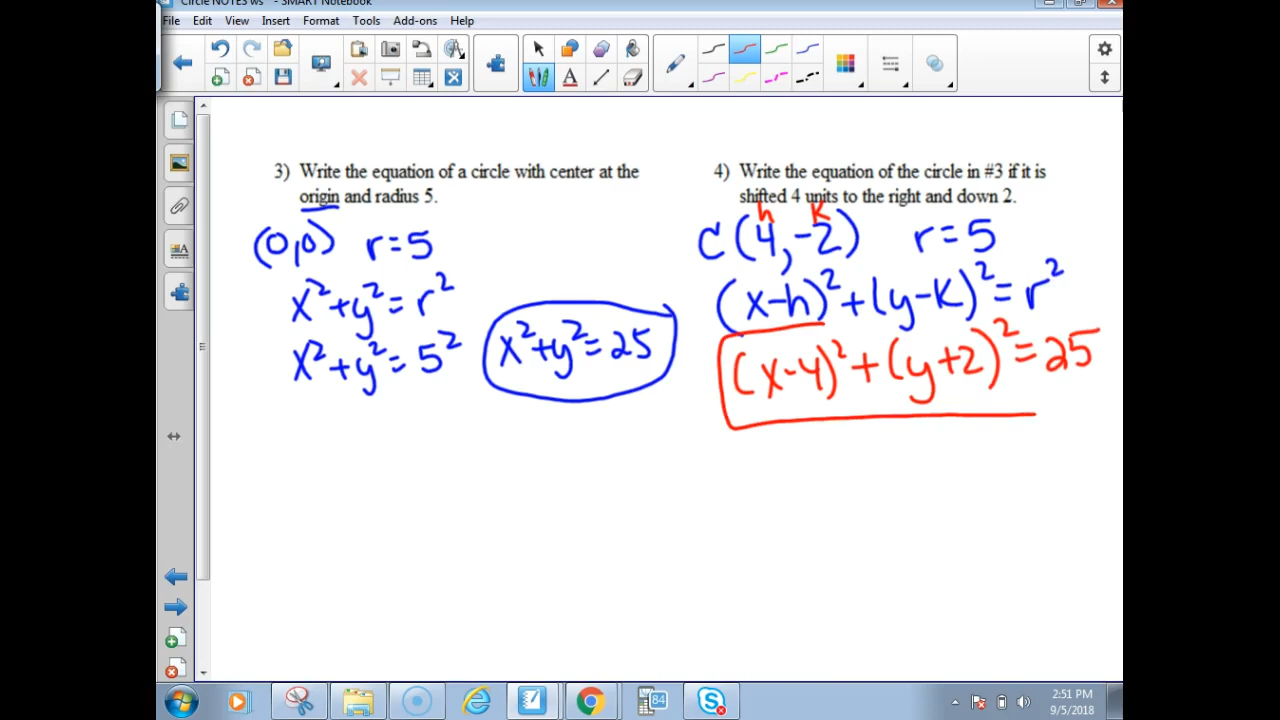 Circle NOTES ws * - SMART Notebook
File Edit View Insert Format Tools Add-ons Help
3) Write the equation of a circle with center at the
origin and radius 5.
(0,0) r=5
x²+y²=r²
x²+y²=5²
x²+y²=25
4) Write the equation of the circle in #3 if it is
shifted 4 units to the right and down 2.
h k
C(4,-2) r=5
(x-h)²+(y-k)²=r²
(x-4)²+(y+2)²=25
84
2:51 PM
9/5/2018